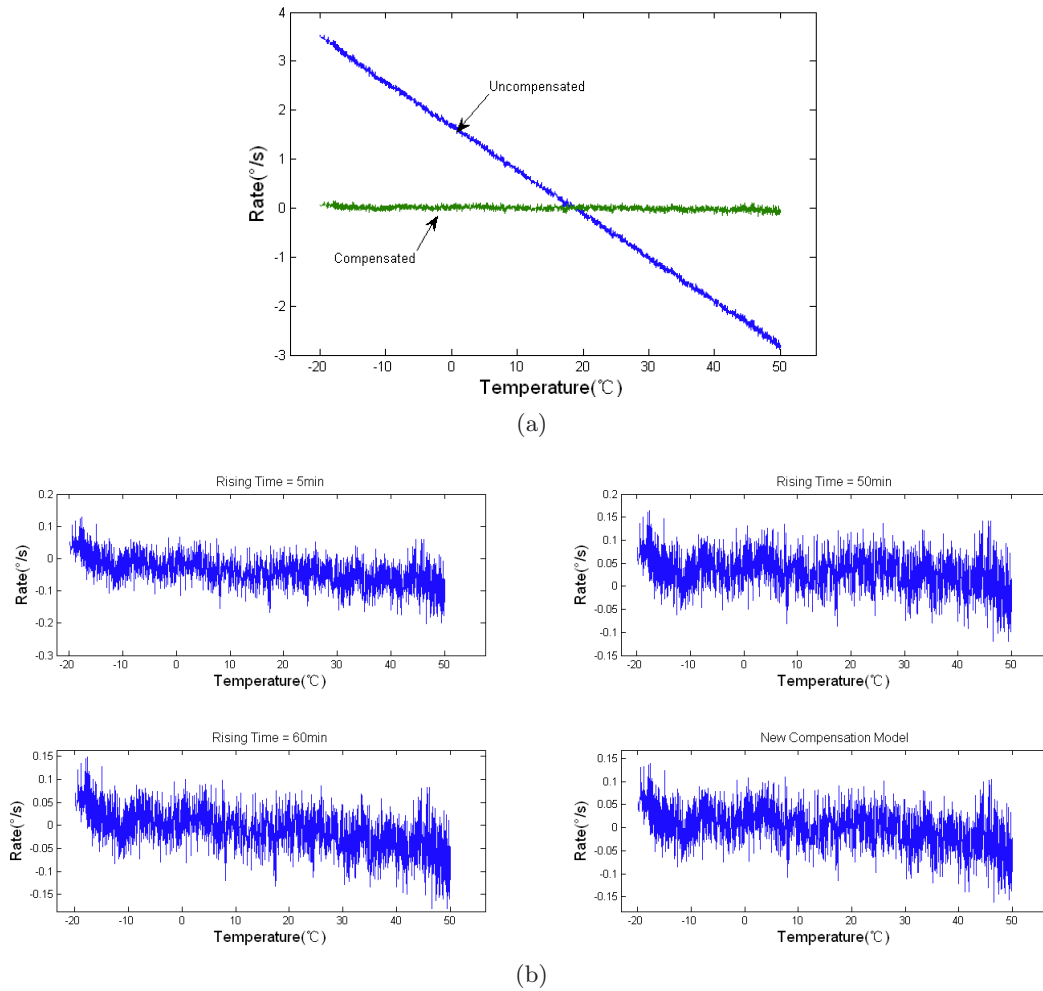 4
3
2
1
0
-1
-2
-3
Rate(°/s)
Uncompensated
Compensated
-20 -10 0 10 20 30 40 50
Temperature(℃)
(a)
Rising Time = 5min
0.2
0.1
0
-0.1
-0.2
-0.3
Rate(°/s)
-20 -10 0 10 20 30 40 50
Temperature(℃)
Rising Time = 50min
0.2
0.15
0.1
0.05
0
-0.05
-0.1
-0.15
Rate(°/s)
-20 -10 0 10 20 30 40 50
Temperature(℃)
Rising Time = 60min
0.15
0.1
0.05
0
-0.05
-0.1
-0.15
Rate(°/s)
-20 -10 0 10 20 30 40 50
Temperature(℃)
New Compensation Model
0.15
0.1
0.05
0
-0.05
-0.1
-0.15
Rate(°/s)
-20 -10 0 10 20 30 40 50
Temperature(℃)
(b)